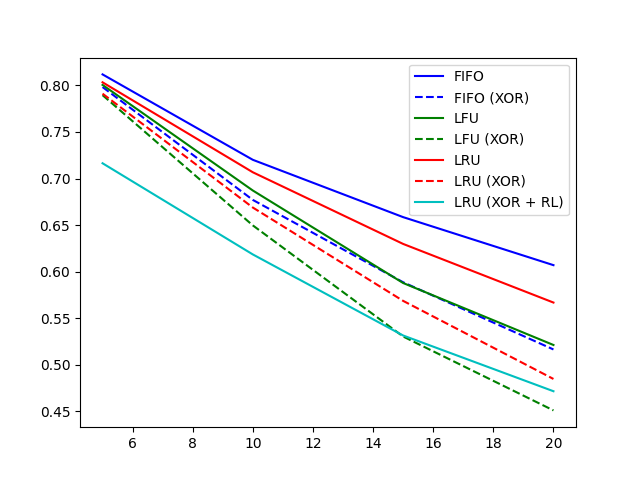 FIFO
FIFO (XOR)
LFU
LFU (XOR)
LRU
LRU (XOR)
LRU (XOR + RL)
0.80
0.75
0.70
0.65
0.60
0.55
0.50
0.45
6 8 10 12 14 16 18 20